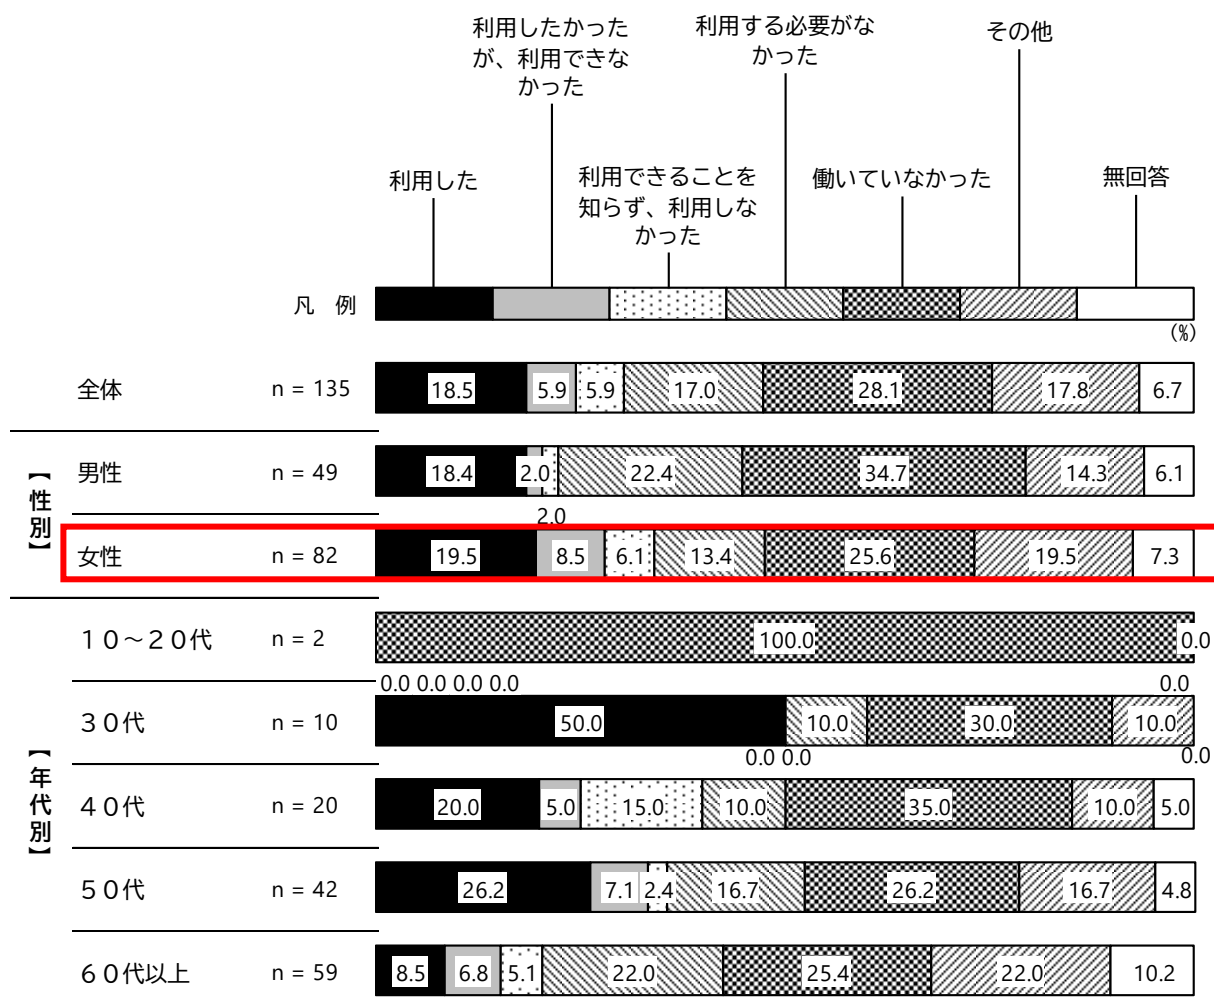 利用したかった
が、利用できな
かった
利用する必要がな
かった
その他
利用した
利用できることを
知らず、利用しな
かった
働いていなかった
無回答
凡　例
(%)
全体 n = 135 18.5 5.9 5.9 17.0 28.1 17.8 6.7
【性別】
男性 n = 49 18.4 2.0 22.4 34.7 14.3 6.1
2.0
女性 n = 82 19.5 8.5 6.1 13.4 25.6 19.5 7.3
【年代別】
１０～２０代 n = 2 100.0 0.0
0.0 0.0 0.0 0.0 0.0
３０代 n = 10 50.0 10.0 30.0 10.0
0.0 0.0 0.0
４０代 n = 20 20.0 5.0 15.0 10.0 35.0 10.0 5.0
５０代 n = 42 26.2 7.1 2.4 16.7 26.2 16.7 4.8
６０代以上 n = 59 8.5 6.8 5.1 22.0 25.4 22.0 10.2